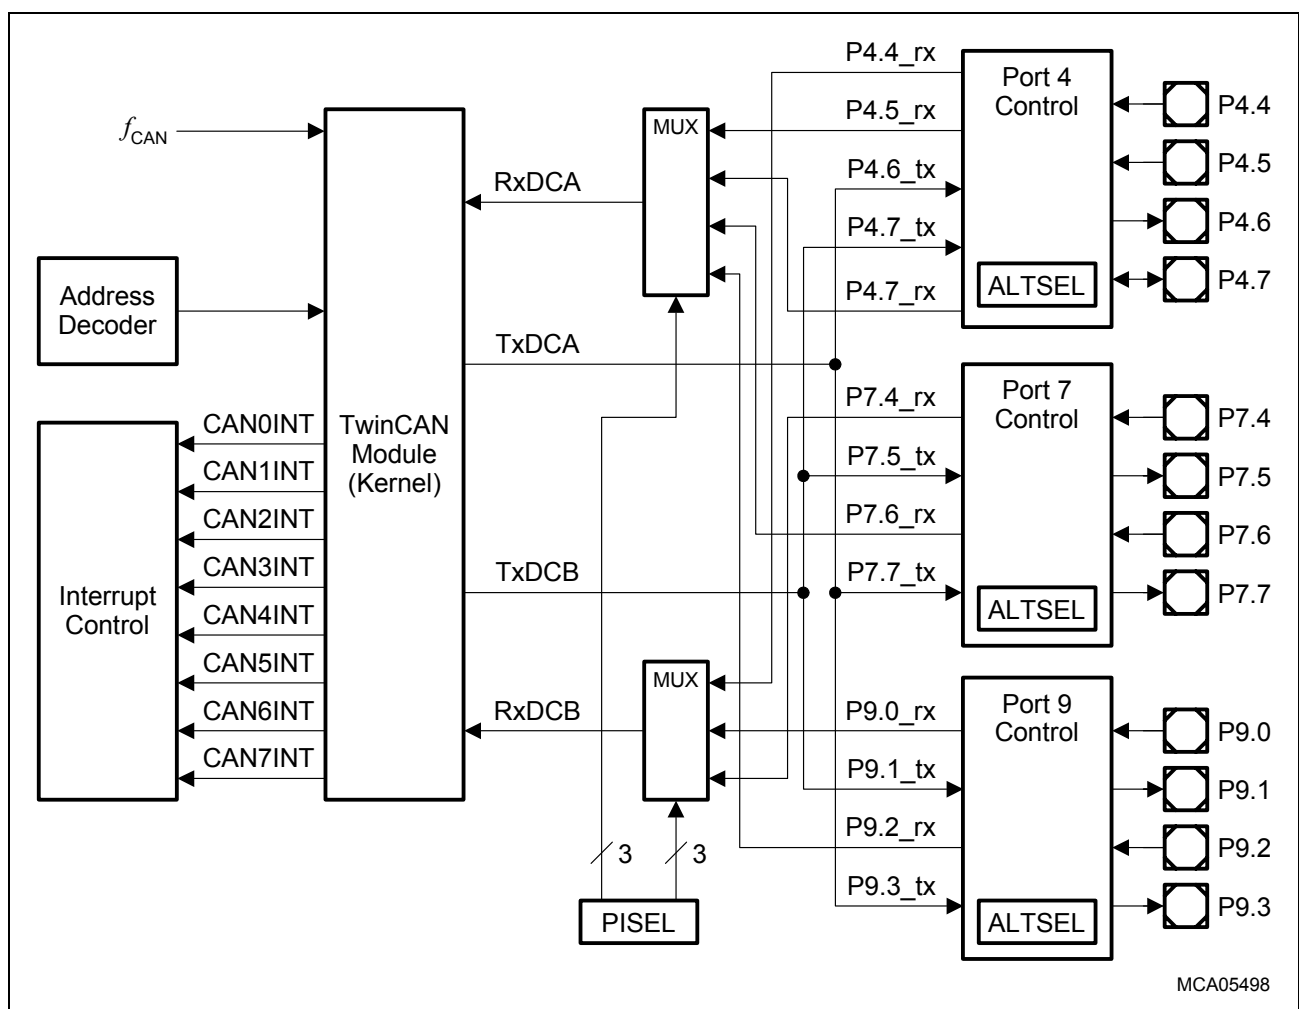 fCAN
Address
Decoder
Interrupt
Control
CAN0INT
CAN1INT
CAN2INT
CAN3INT
CAN4INT
CAN5INT
CAN6INT
CAN7INT
TwinCAN
Module
(Kernel)
RxDCA
TxDCA
TxDCB
RxDCB
MUX
MUX
3
3
PISEL
P4.4_rx
P4.5_rx
P4.6_tx
P4.7_tx
P4.7_rx
P7.4_rx
P7.5_tx
P7.6_rx
P7.7_tx
P9.0_rx
P9.1_tx
P9.2_rx
P9.3_tx
Port 4
Control
ALTSEL
Port 7
Control
ALTSEL
Port 9
Control
ALTSEL
P4.4
P4.5
P4.6
P4.7
P7.4
P7.5
P7.6
P7.7
P9.0
P9.1
P9.2
P9.3
MCA05498